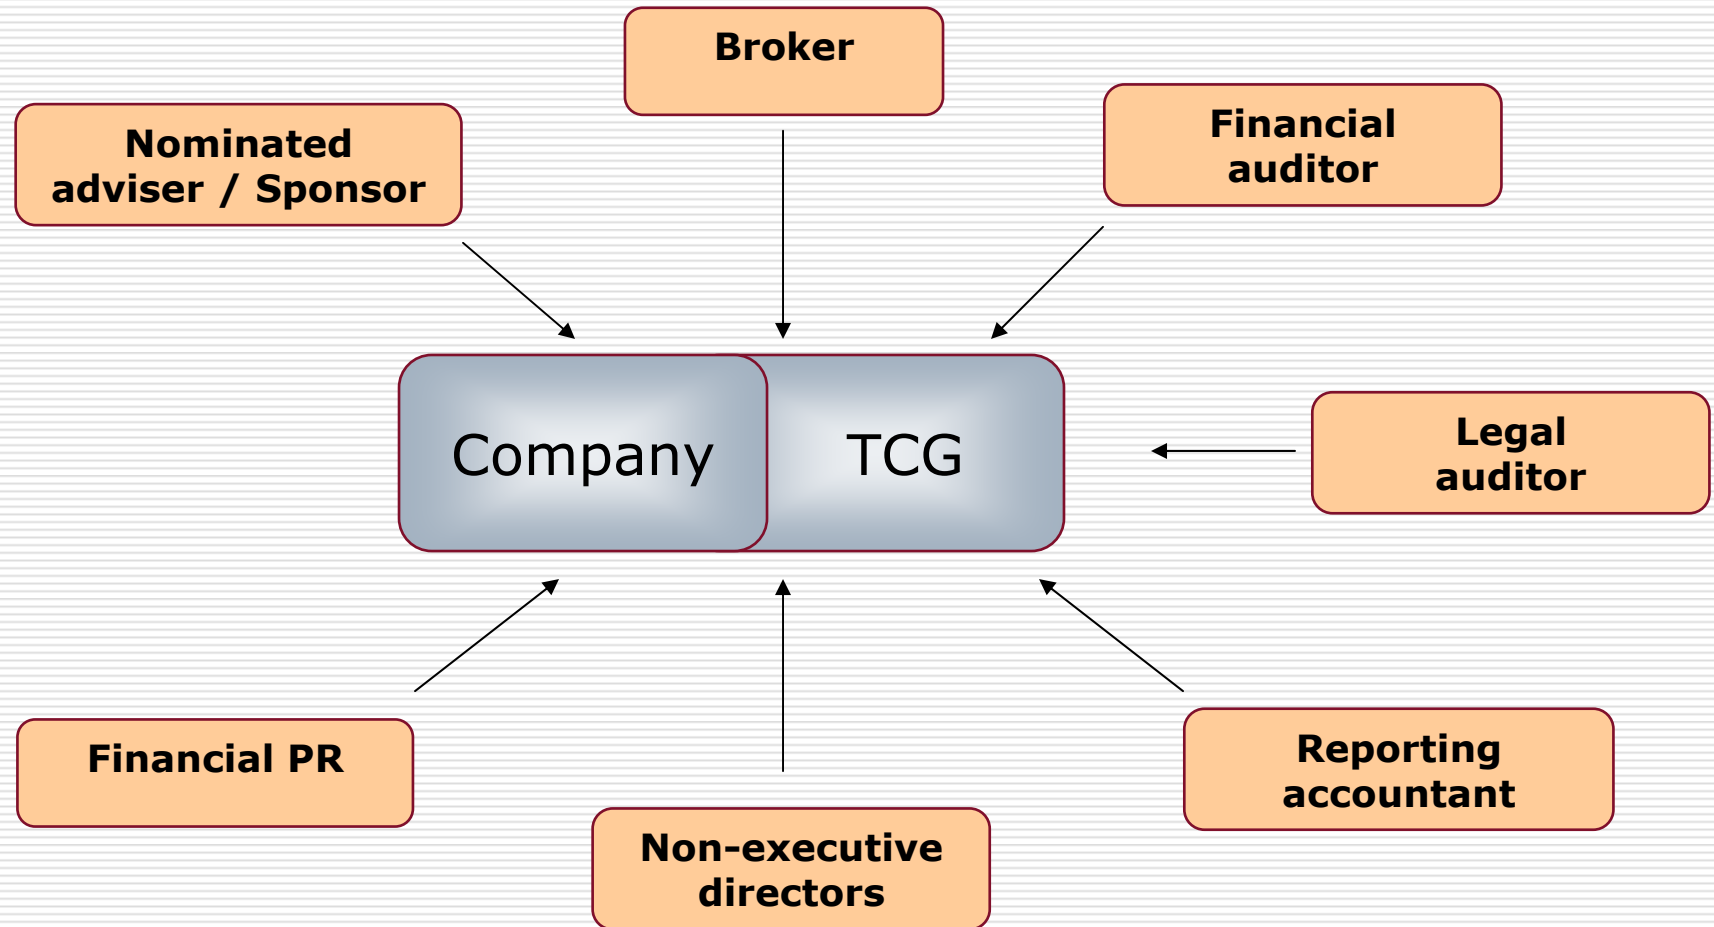 Broker
Nominated
adviser / Sponsor
Financial
auditor
Company
TCG
Legal
auditor
Financial PR
Reporting
accountant
Non-executive
directors